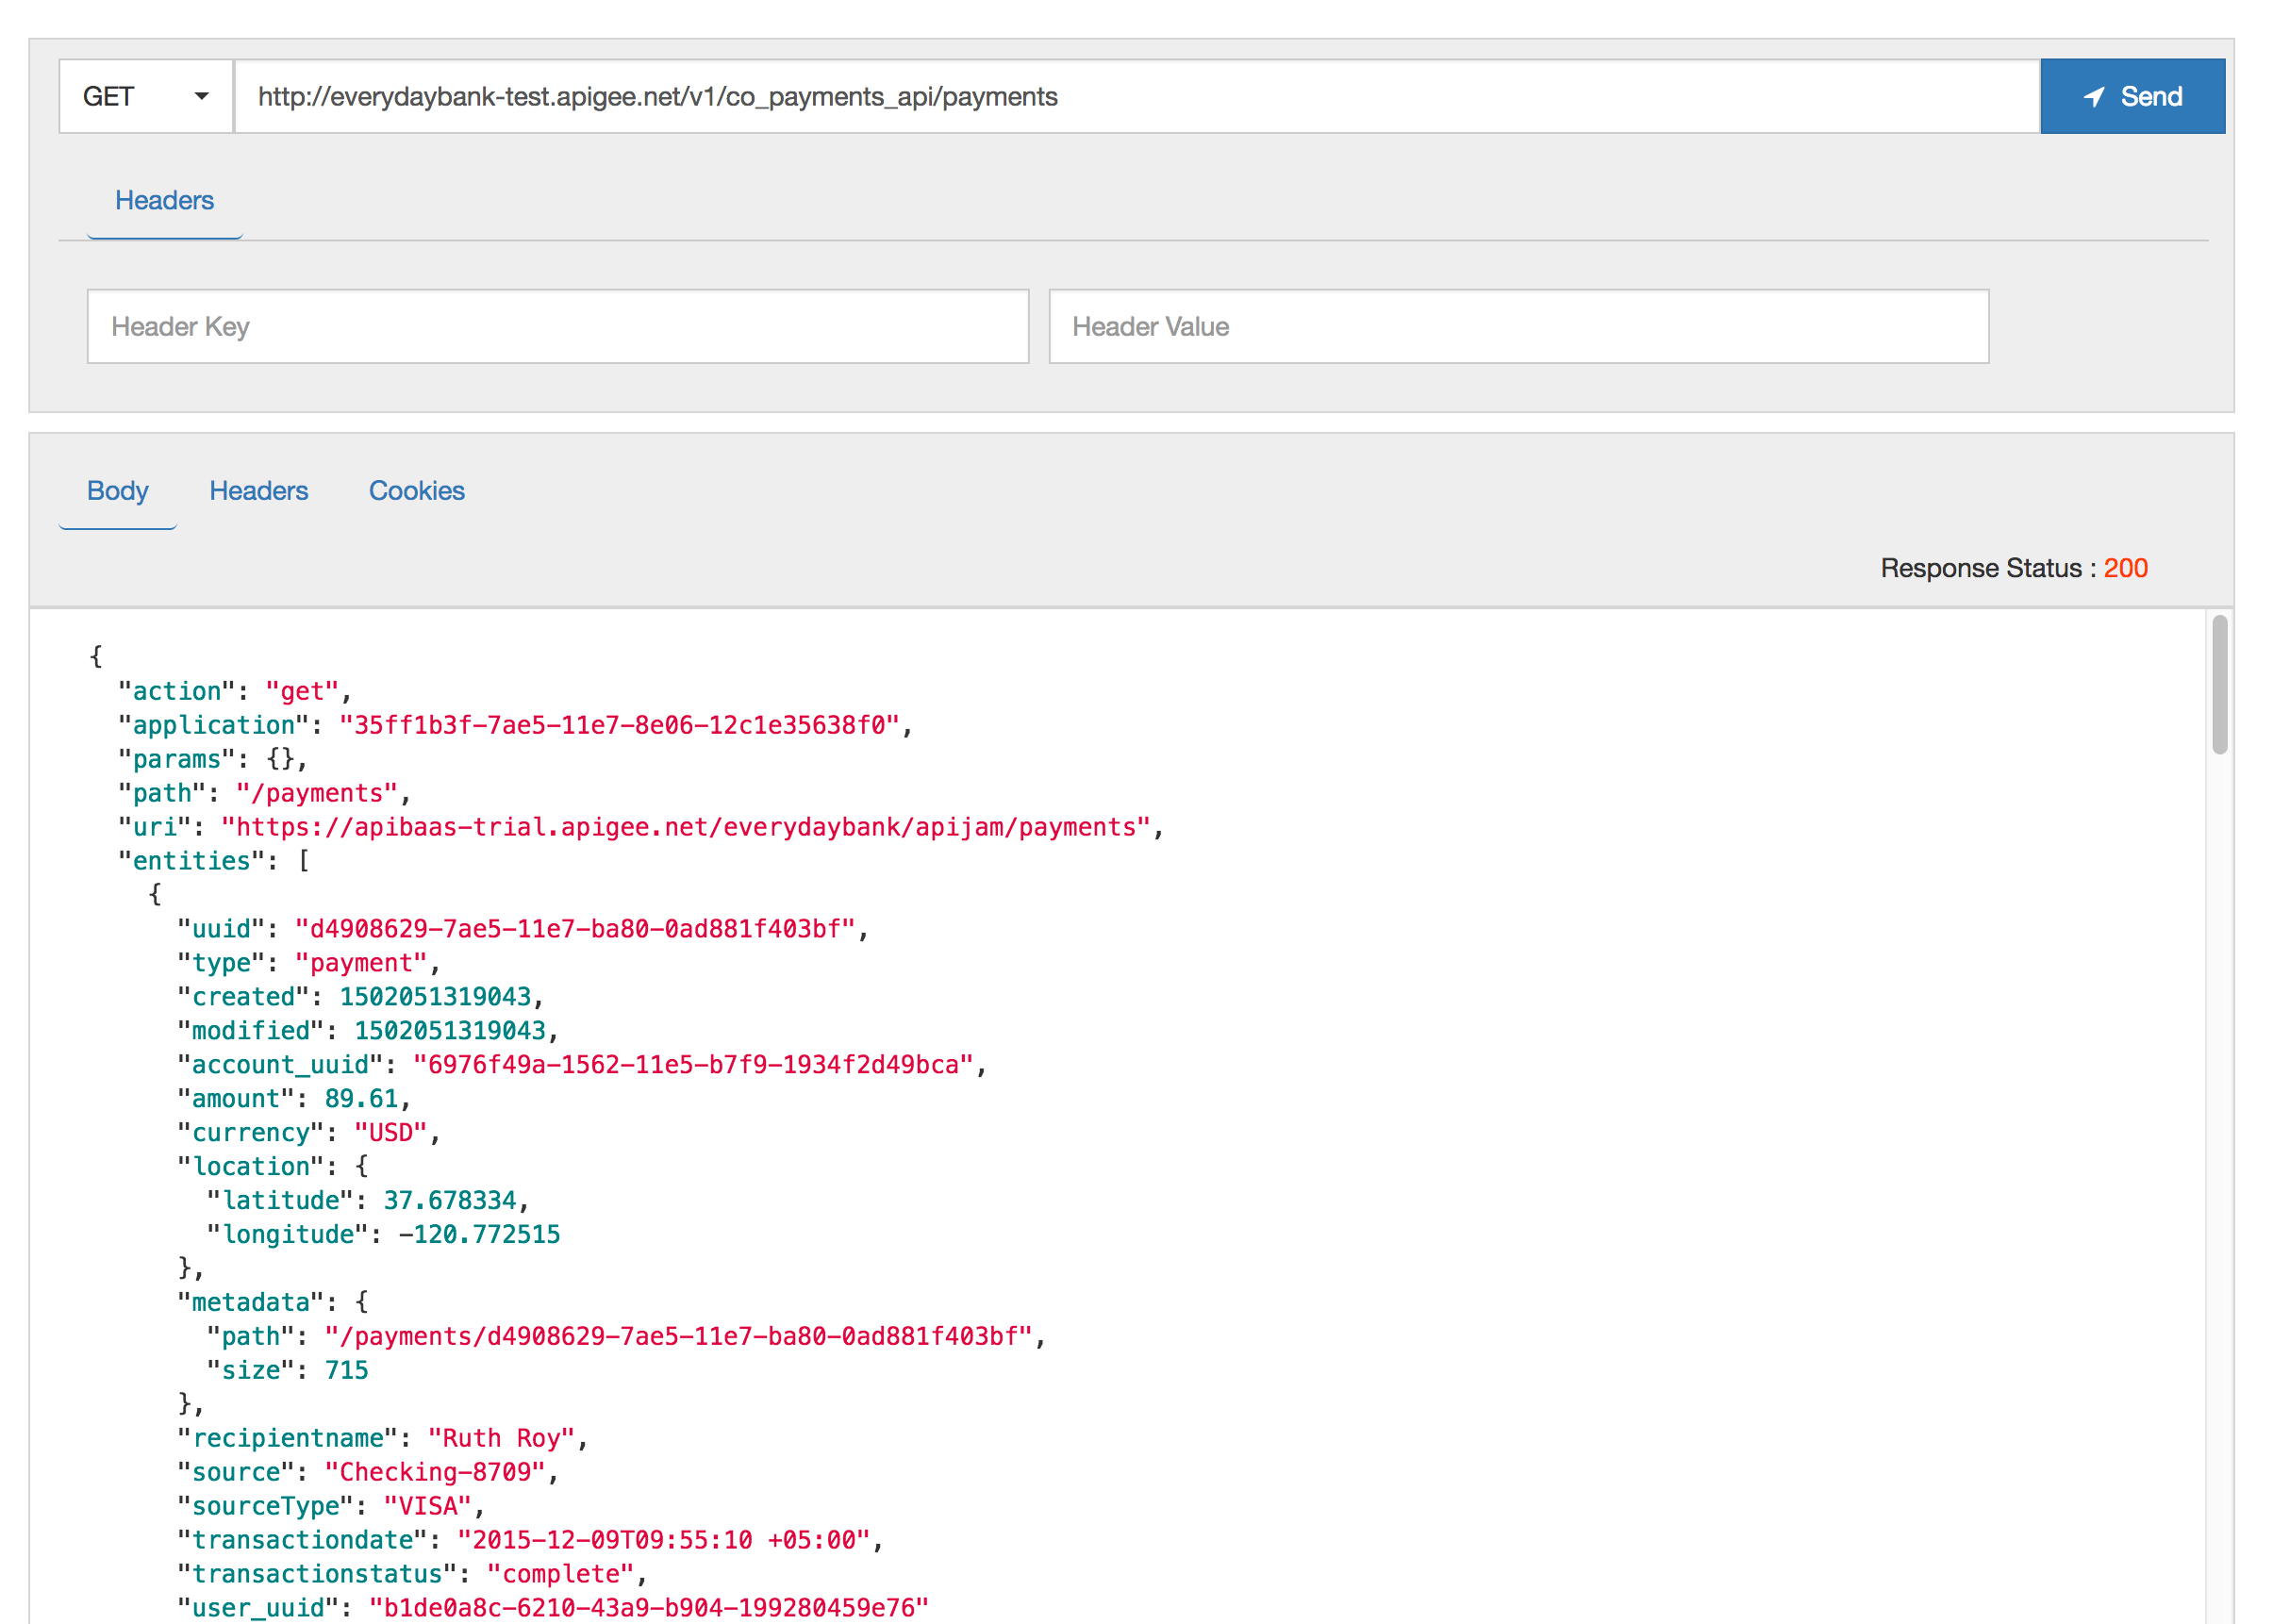 GET http://everydaybank-test.apigee.net/v1/co_payments_api/payments Send
Headers
Header Key Header Value
Body Headers Cookies
Response Status : 200
{
  "action": "get",
  "application": "35ff1b3f-7ae5-11e7-8e06-12c1e35638f0",
  "params": {},
  "path": "/payments",
  "uri": "https://apibaas-trial.apigee.net/everydaybank/apijam/payments",
  "entities": [
    {
      "uuid": "d4908629-7ae5-11e7-ba80-0ad881f403bf",
      "type": "payment",
      "created": 1502051319043,
      "modified": 1502051319043,
      "account_uuid": "6976f49a-1562-11e5-b7f9-1934f2d49bca",
      "amount": 89.61,
      "currency": "USD",
      "location": {
        "latitude": 37.678334,
        "longitude": -120.772515
      },
      "metadata": {
        "path": "/payments/d4908629-7ae5-11e7-ba80-0ad881f403bf",
        "size": 715
      },
      "recipientname": "Ruth Roy",
      "source": "Checking-8709",
      "sourceType": "VISA",
      "transactiondate": "2015-12-09T09:55:10 +05:00",
      "transactionstatus": "complete",
      "user_uuid": "b1de0a8c-6210-43a9-b904-199280459e76"